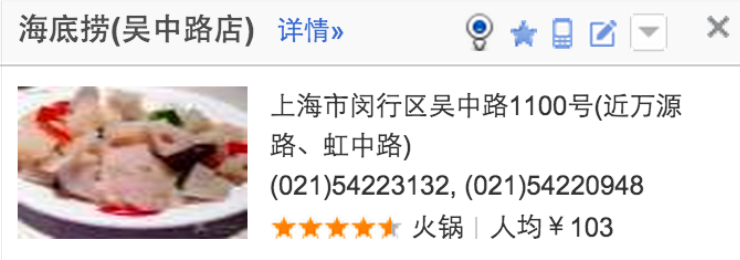 海底捞(吴中路店) 详情»
上海市闵行区吴中路1100号(近万源
路、虹中路)
(021)54223132, (021)54220948
火锅 | 人均￥103